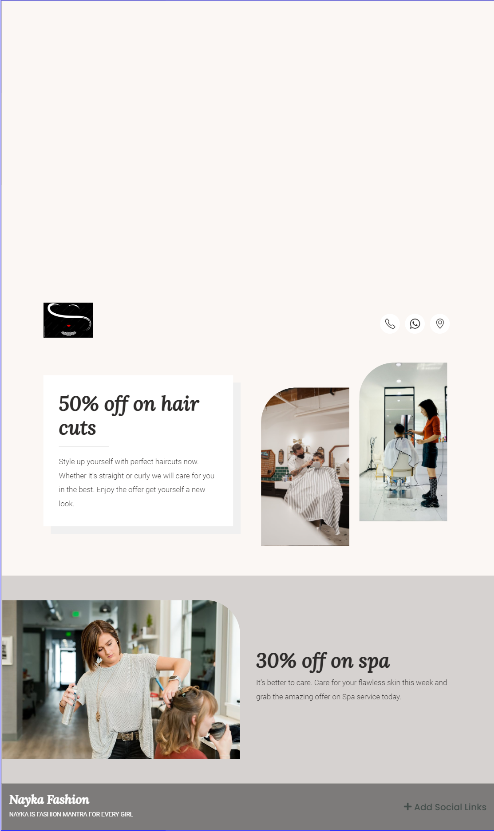 50% off on hair
cuts
Style up yourself with perfect haircuts now.
Whether it's straight or curly we will care for you
in the best. Enjoy the offer get yourself a new
look.
30% off on spa
It's better to care. Care for your flawless skin this week and
grab the amazing offer on Spa service today.
Nayka Fashion
NAYKA IS FASHION MANTRA FOR EVERY GIRL
+ Add Social Links